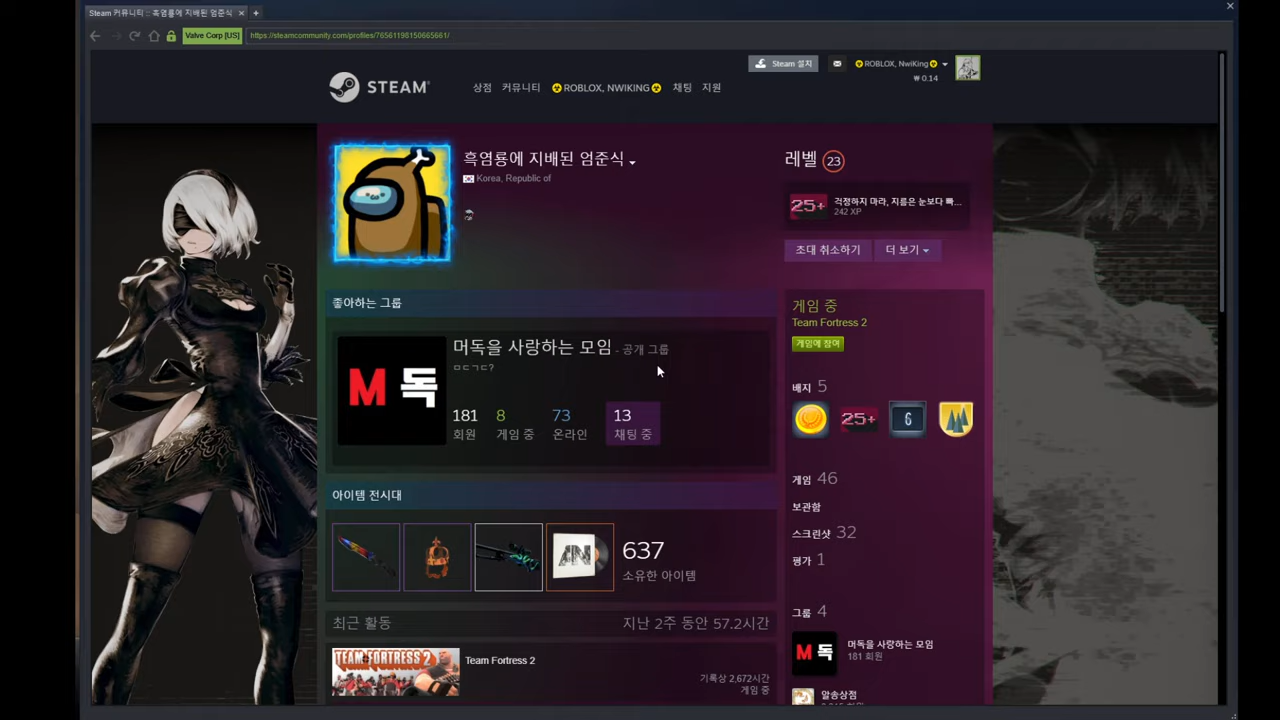 Steam 커뮤니티 :: 흑염룡에 지배된 엄준식
Valve Corp [US]
https://steamcommunity.com/profiles/76561198150665661/
Steam 설치
ROBLOX, NwiKing
₩ 0.14
STEAM
상점 커뮤니티 ROBLOX, NWIKING 채팅 지원
흑염룡에 지배된 엄준식
Korea, Republic of
레벨 23
25+
걱정하지 마라, 지름은 눈보다 빠...
242 XP
초대 취소하기
더 보기
좋아하는 그룹
M 독
머독을 사랑하는 모임 - 공개 그룹
ㅁㄷㄱㄷ?
181 8 73 13
회원 게임 중 온라인 채팅 중
게임 중
Team Fortress 2
게임에 참여
배지 5
25+
6
게임 46
보관함
스크린샷 32
평가 1
그룹 4
M 독
머독을 사랑하는 모임
181 회원
알송상점
아이템 전시대
637
소유한 아이템
최근 활동
지난 2주 동안 57.2시간
TEAM FORTRESS 2
Team Fortress 2
기록상 2,672시간
게임 중